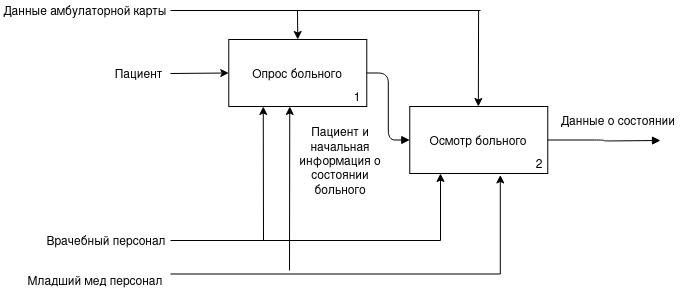 Данные амбулаторной карты
Пациент
Опрос больного
1
Пациент и
начальная
информация о
состоянии
больного
Осмотр больного
2
Данные о состоянии
Врачебный персонал
Младший мед персонал